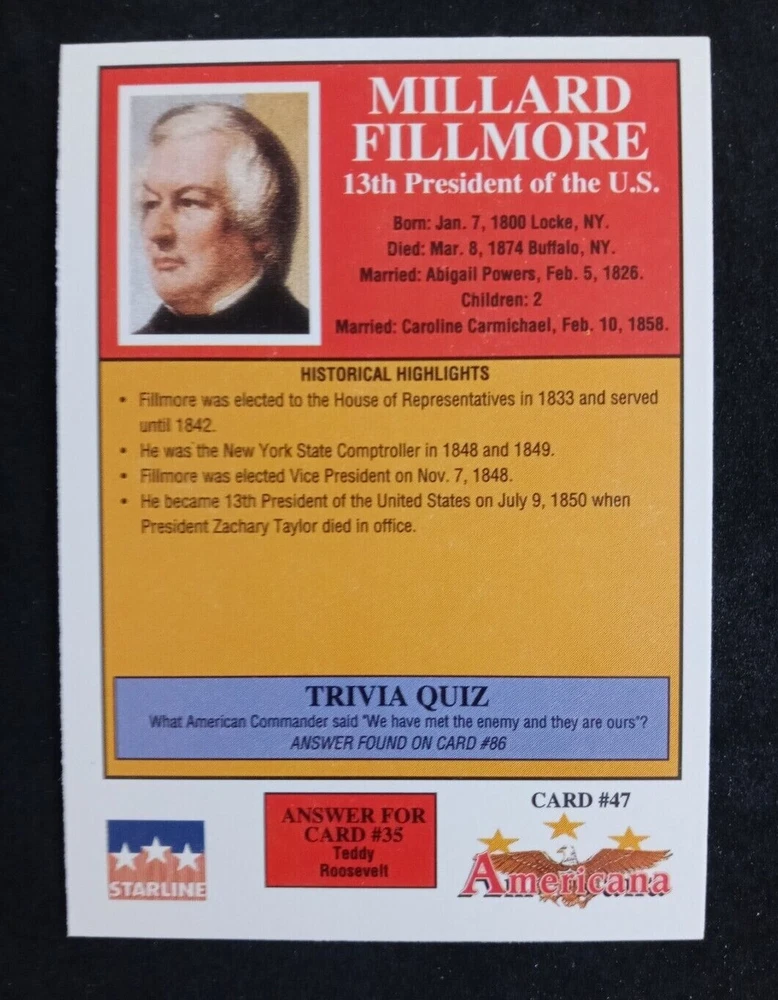 MILLARD
FILLMORE
13th President of the U.S.
Born: Jan. 7, 1800 Locke, NY.
Died: Mar. 8, 1874 Buffalo, NY.
Married: Abigail Powers, Feb. 5, 1826.
Children: 2
Married: Caroline Carmichael, Feb. 10, 1858.
HISTORICAL HIGHLIGHTS
• Fillmore was elected to the House of Representatives in 1833 and served
until 1842.
• He was the New York State Comptroller in 1848 and 1849.
• Fillmore was elected Vice President on Nov. 7, 1848.
• He became 13th President of the United States on July 9, 1850 when
President Zachary Taylor died in office.
TRIVIA QUIZ
What American Commander said "We have met the enemy and they are ours"?
ANSWER FOUND ON CARD #86
STARLINE
ANSWER FOR
CARD #35
Teddy
Roosevelt
CARD #47
Americana